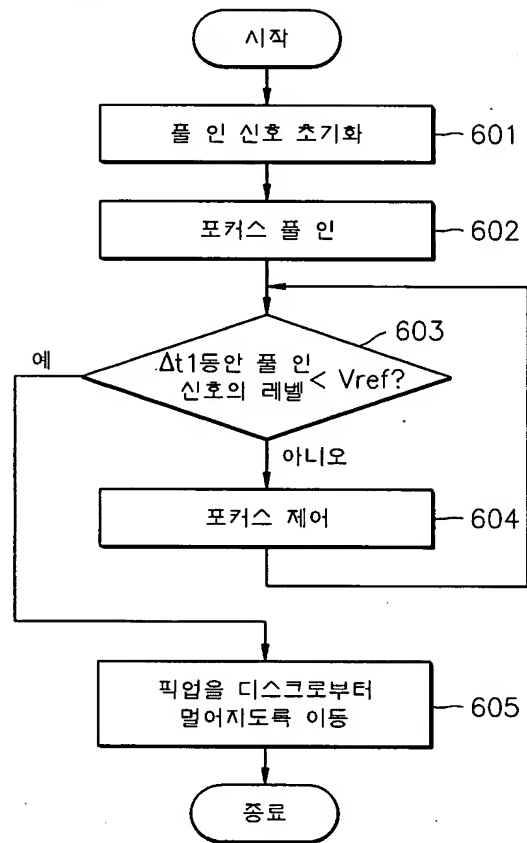 시작
풀 인 신호 초기화
601
포커스 풀 인
602
603
예
Δt1동안 풀 인
신호의 레벨 < Vref?
아니오
포커스 제어
604
픽업을 디스크로부터
멀어지도록 이동
605
종료